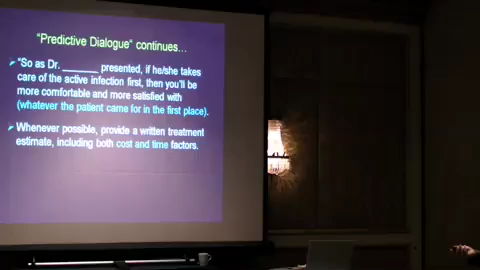 "Predictive Dialogue" continues…
"So as Dr. _______ presented, if he/she takes
care of the active infection first, then you'll be
more comfortable and more satisfied with
(whatever the patient came for in the first place).
Whenever possible, provide a written treatment
estimate, including both cost and time factors.